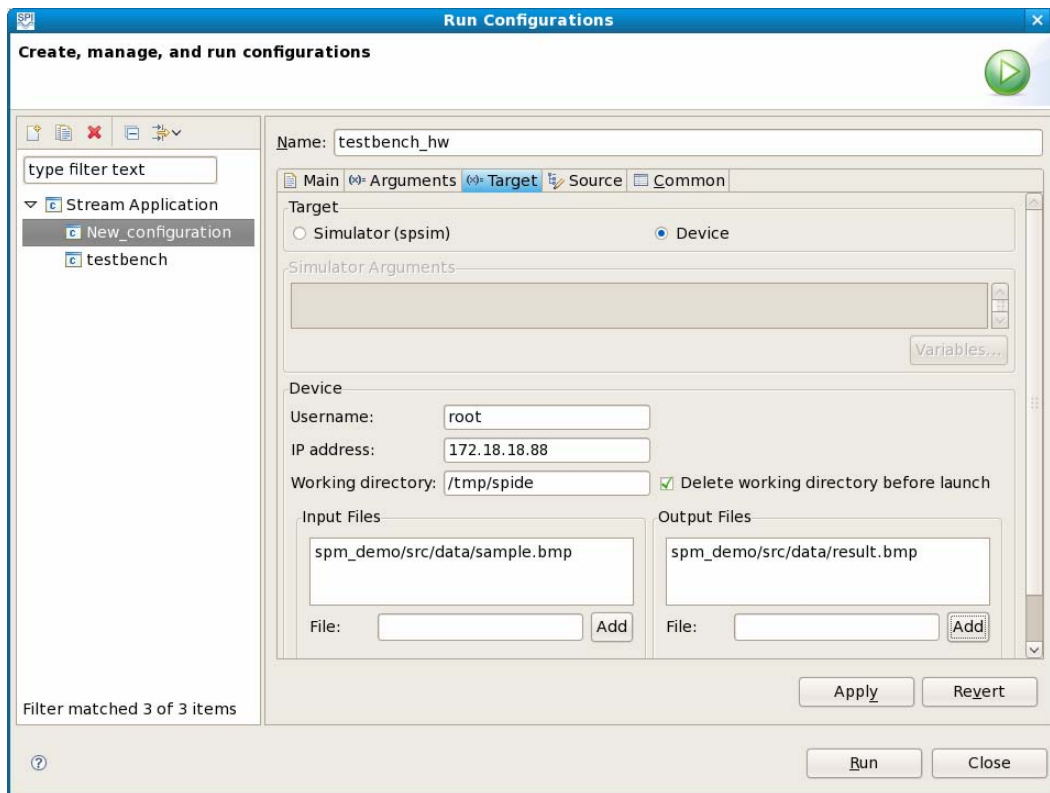 SPI
Run Configurations
Create, manage, and run configurations
type filter text
Stream Application
New_configuration
testbench
Filter matched 3 of 3 items
Name: testbench_hw
Main (x)= Arguments (x)= Target Source Common
Target
Simulator (spsim) Device
Simulator Arguments
Variables...
Device
Username: root
IP address: 172.18.18.88
Working directory: /tmp/spide Delete working directory before launch
Input Files Output Files
spm_demo/src/data/sample.bmp spm_demo/src/data/result.bmp
File: Add File: Add
Apply Revert
? Run Close